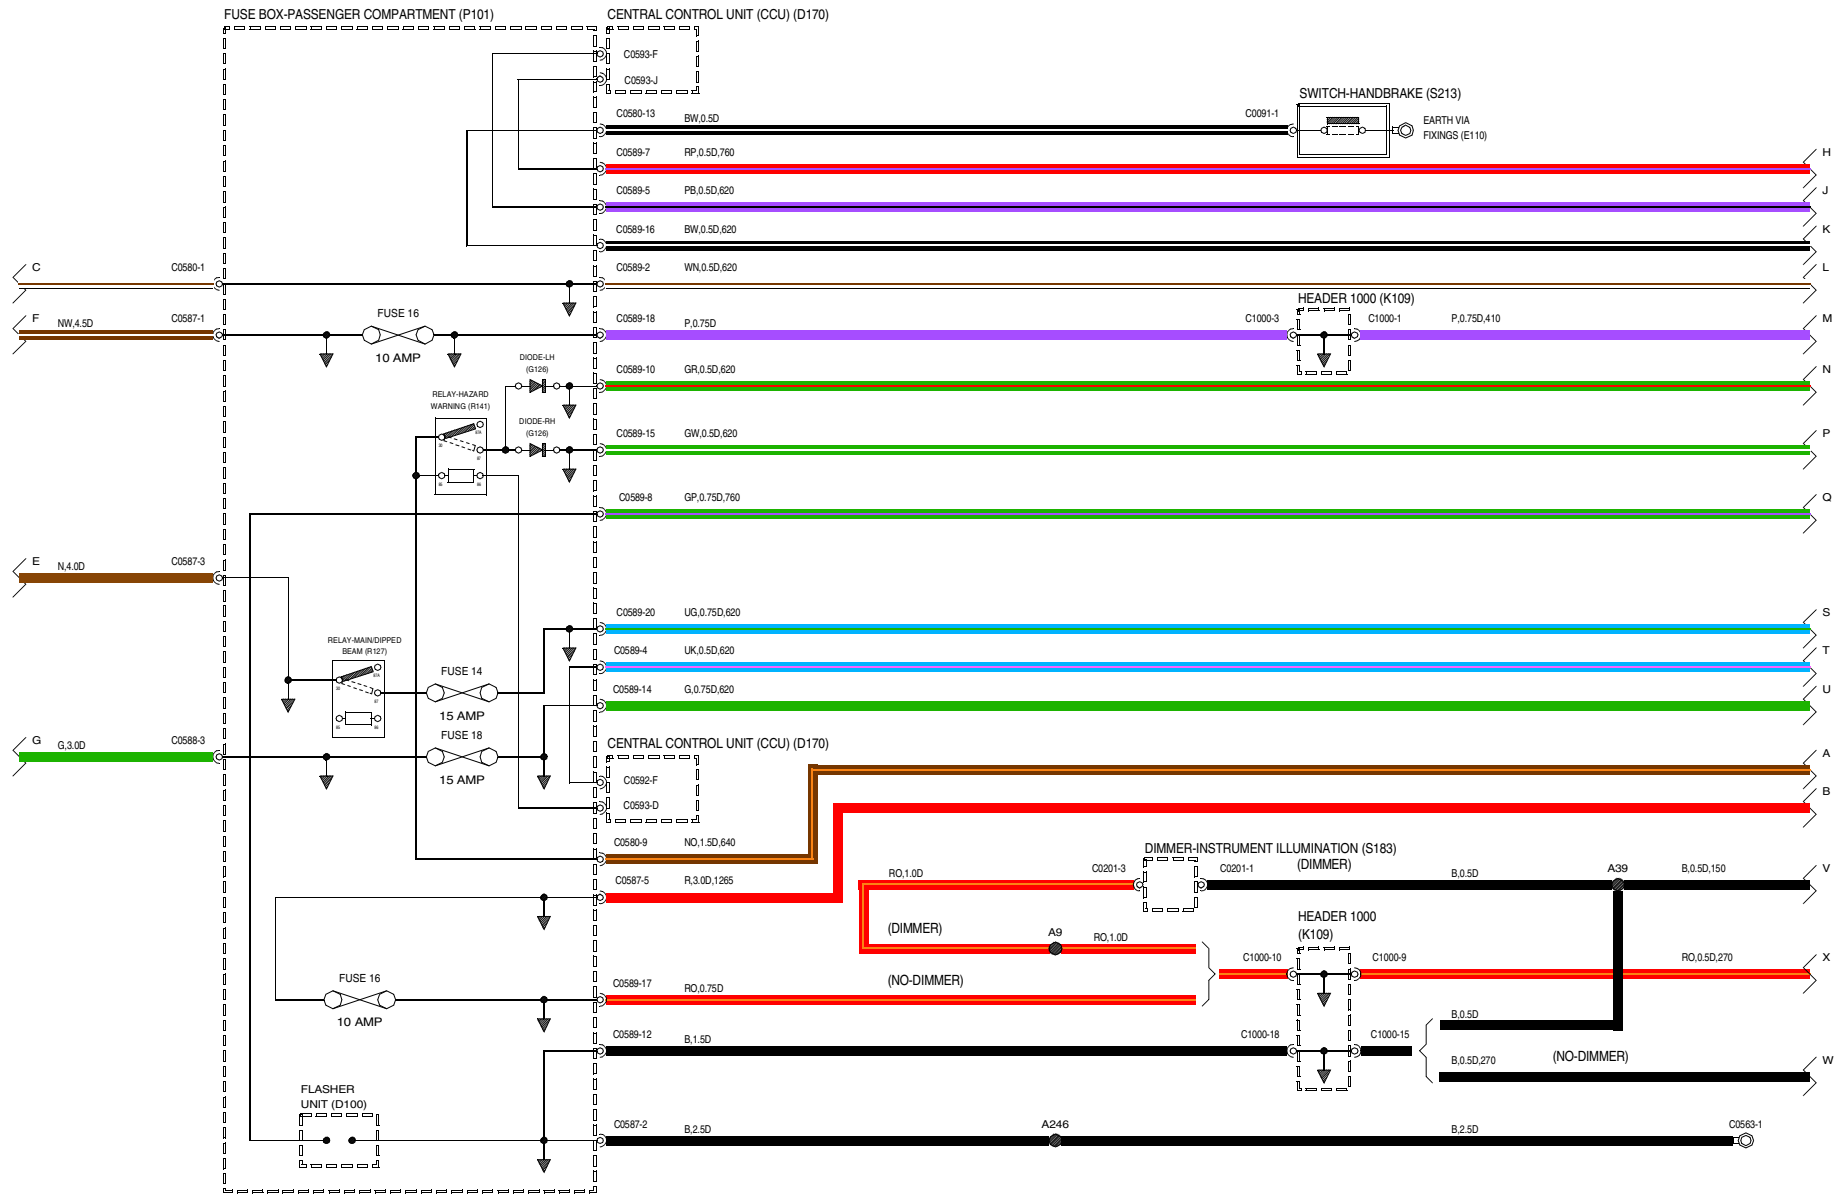 FUSE BOX-PASSENGER COMPARTMENT (P101)
CENTRAL CONTROL UNIT (CCU) (D170)
C0593-F
C0593-J
SWITCH-HANDBRAKE (S213)
C0580-13
BW,0.5D
C0091-1
EARTH VIA
FIXINGS (E110)
C0589-7
RP,0.5D,760
H
C0589-5
PB,0.5D,620
J
C0589-16
BW,0.5D,620
K
C
C0580-1
C0589-2
WN,0.5D,620
L
HEADER 1000 (K109)
F
NW,4.5D
C0587-1
FUSE 16
10 AMP
C0589-18
P,0.75D
C1000-3
C1000-1
P,0.75D,410
M
DIODE-LH
(G126)
C0589-10
GR,0.5D,620
N
RELAY-HAZARD
WARNING (R141)
87A
30
87
85
86
DIODE-RH
(G126)
C0589-15
GW,0.5D,620
P
C0589-8
GP,0.75D,760
Q
E
N,4.0D
C0587-3
C0589-20
UG,0.75D,620
S
RELAY-MAIN/DIPPED
BEAM (R127)
87A
30
87
85
86
FUSE 14
15 AMP
C0589-4
UK,0.5D,620
T
C0589-14
G,0.75D,620
U
G
G,3.0D
C0588-3
FUSE 18
15 AMP
CENTRAL CONTROL UNIT (CCU) (D170)
C0592-F
C0593-D
A
B
C0580-9
NO,1.5D,640
DIMMER-INSTRUMENT ILLUMINATION (S183)
(DIMMER)
C0587-5
R,3.0D,1265
RO,1.0D
C0201-3
C0201-1
B,0.5D
A39
B,0.5D,150
V
(DIMMER)
A9
RO,1.0D
HEADER 1000
(K109)
C1000-10
C1000-9
RO,0.5D,270
X
FUSE 16
10 AMP
C0589-17
RO,0.75D
(NO-DIMMER)
C0589-12
B,1.5D
C1000-18
C1000-15
B,0.5D
B,0.5D,270
(NO-DIMMER)
W
FLASHER
UNIT (D100)
C0587-2
B,2.5D
A246
B,2.5D
C0563-1